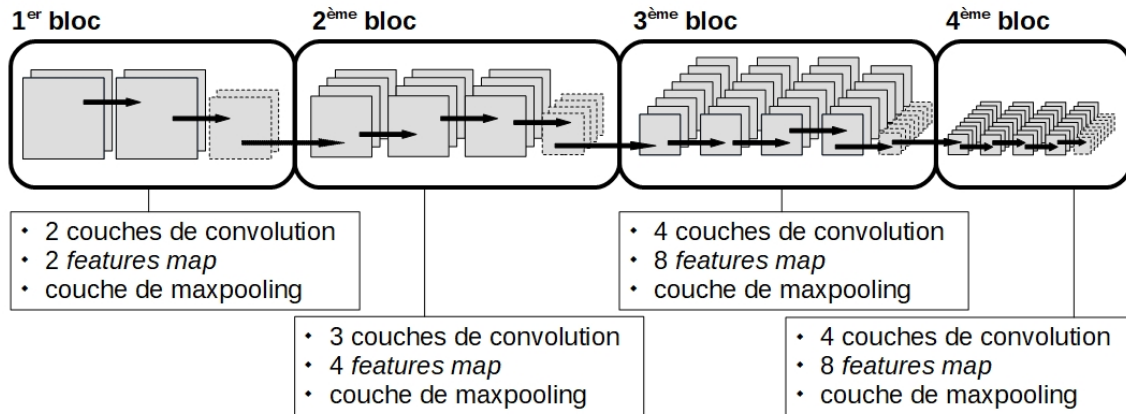 1er bloc
2ème bloc
3ème bloc
4ème bloc
• 2 couches de convolution
• 2 features map
• couche de maxpooling
• 3 couches de convolution
• 4 features map
• couche de maxpooling
• 4 couches de convolution
• 8 features map
• couche de maxpooling
• 4 couches de convolution
• 8 features map
• couche de maxpooling